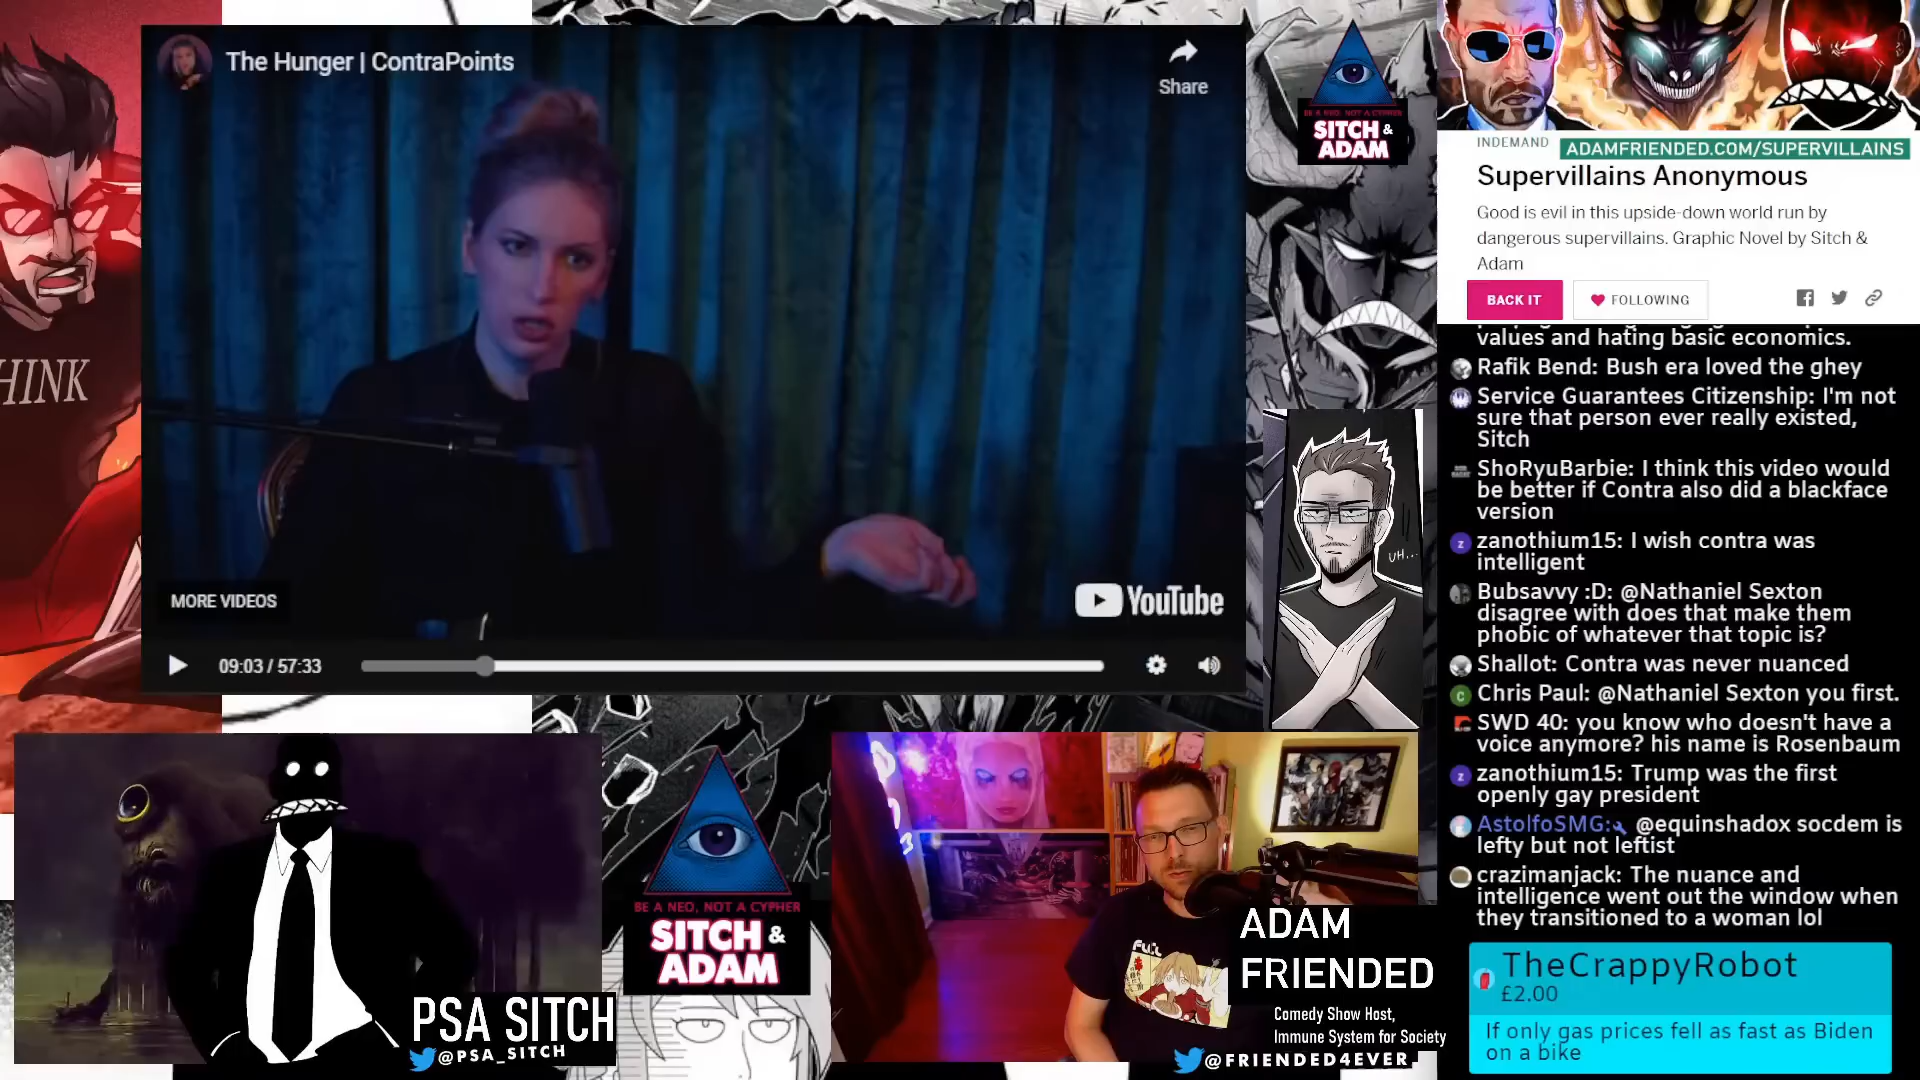 The Hunger | ContraPoints
Share
MORE VIDEOS
YouTube
09:03 / 57:33
HINK
BE A NEO, NOT A CYPHER
SITCH &
ADAM
UH...
INDEMAND
ADAMFRIENDED.COM/SUPERVILLAINS
Supervillains Anonymous
Good is evil in this upside-down world run by
dangerous supervillains. Graphic Novel by Sitch &
Adam
BACK IT
FOLLOWING
values and hating basic economics.
Rafik Bend: Bush era loved the ghey
Service Guarantees Citizenship: I'm not
sure that person ever really existed,
Sitch
ShoRyuBarbie: I think this video would
be better if Contra also did a blackface
version
zanothium15: I wish contra was
intelligent
Bubsavvy :D: @Nathaniel Sexton
disagree with does that make them
phobic of whatever that topic is?
Shallot: Contra was never nuanced
Chris Paul: @Nathaniel Sexton you first.
SWD 40: you know who doesn't have a
voice anymore? his name is Rosenbaum
zanothium15: Trump was the first
openly gay president
AstolfoSMG: @equinshadox socdem is
lefty but not leftist
crazimanjack: The nuance and
intelligence went out the window when
they transitioned to a woman lol
TheCrappyRobot
£2.00
If only gas prices fell as fast as Biden
on a bike
PSA SITCH
@PSA_SITCH
BE A NEO, NOT A CYPHER
SITCH &
ADAM
ADAM
FRIENDED
Comedy Show Host,
Immune System for Society
@FRIENDED4EVER